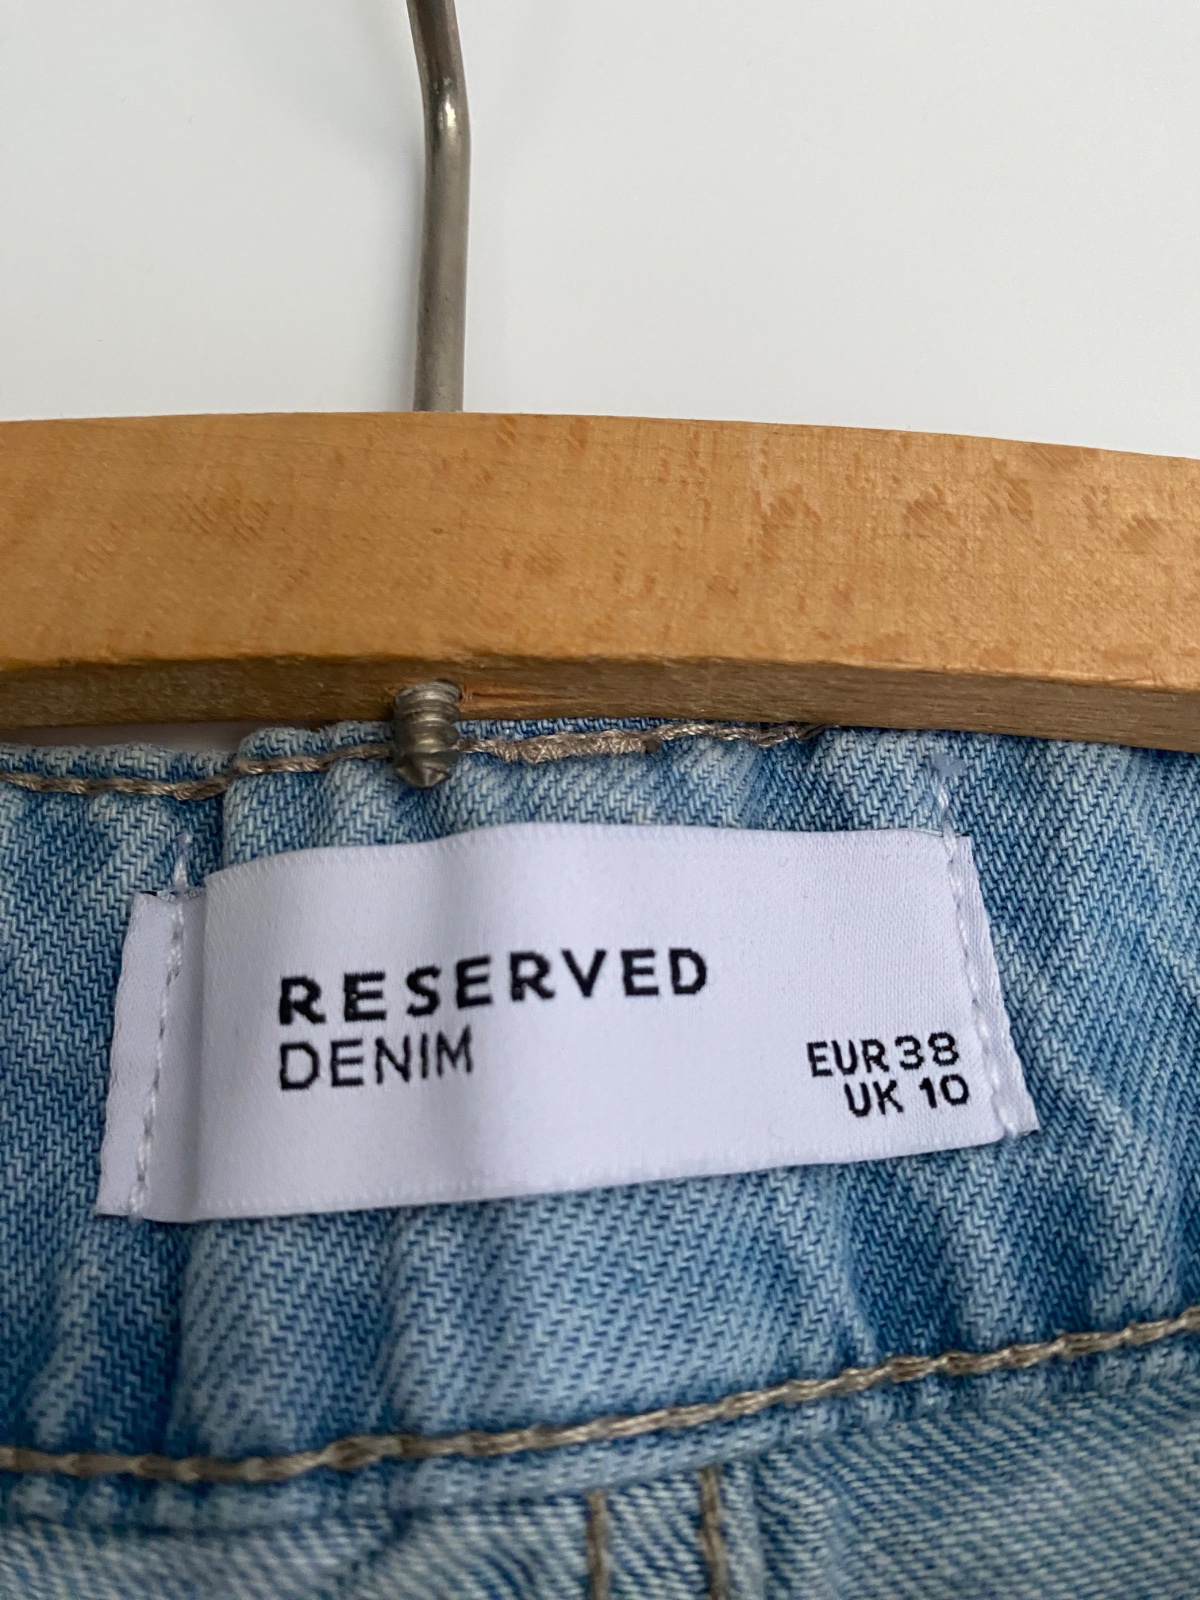 RESERVED
DENIM
EUR 38
UK 10